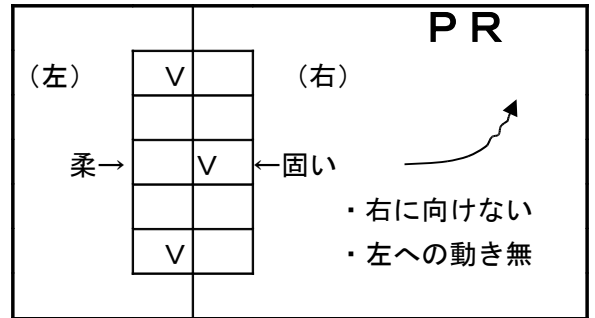 ＰＲ
（左） Ｖ （右）
柔→ Ｖ ←固い
・右に向けない
Ｖ ・左への動き無